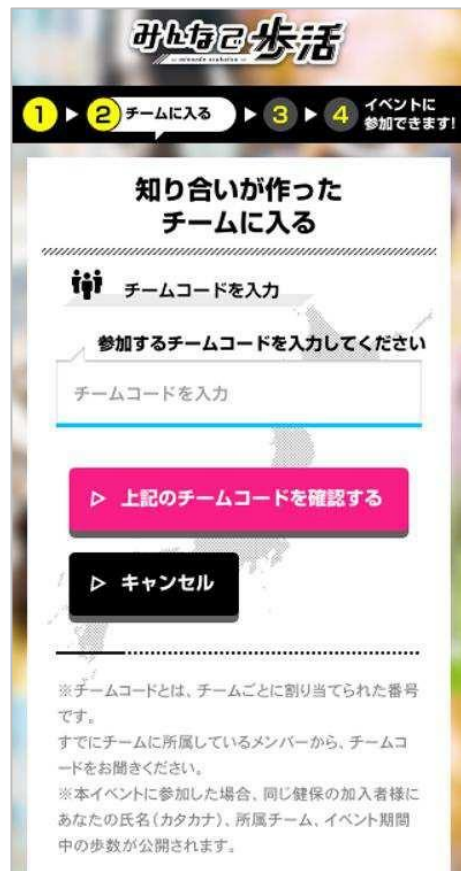 みんなで歩活
– minnade arukatsu –
1 ▶ 2 チームに入る ▶ 3 ▶ 4 イベントに
参加できます!
知り合いが作った
チームに入る
チームコードを入力
参加するチームコードを入力してください
チームコードを入力
▷ 上記のチームコードを確認する
▷ キャンセル
※チームコードとは、チームごとに割り当てられた番号
です。
すでにチームに所属しているメンバーから、チームコ
ードをお聞きください。
※本イベントに参加した場合、同じ健保の加入者様に
あなたの氏名(カタカナ)、所属チーム、イベント期間
中の歩数が公開されます。